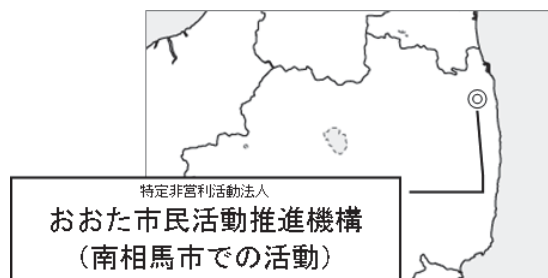 特定非営利活動法人
おおた市民活動推進機構
（南相馬市での活動）